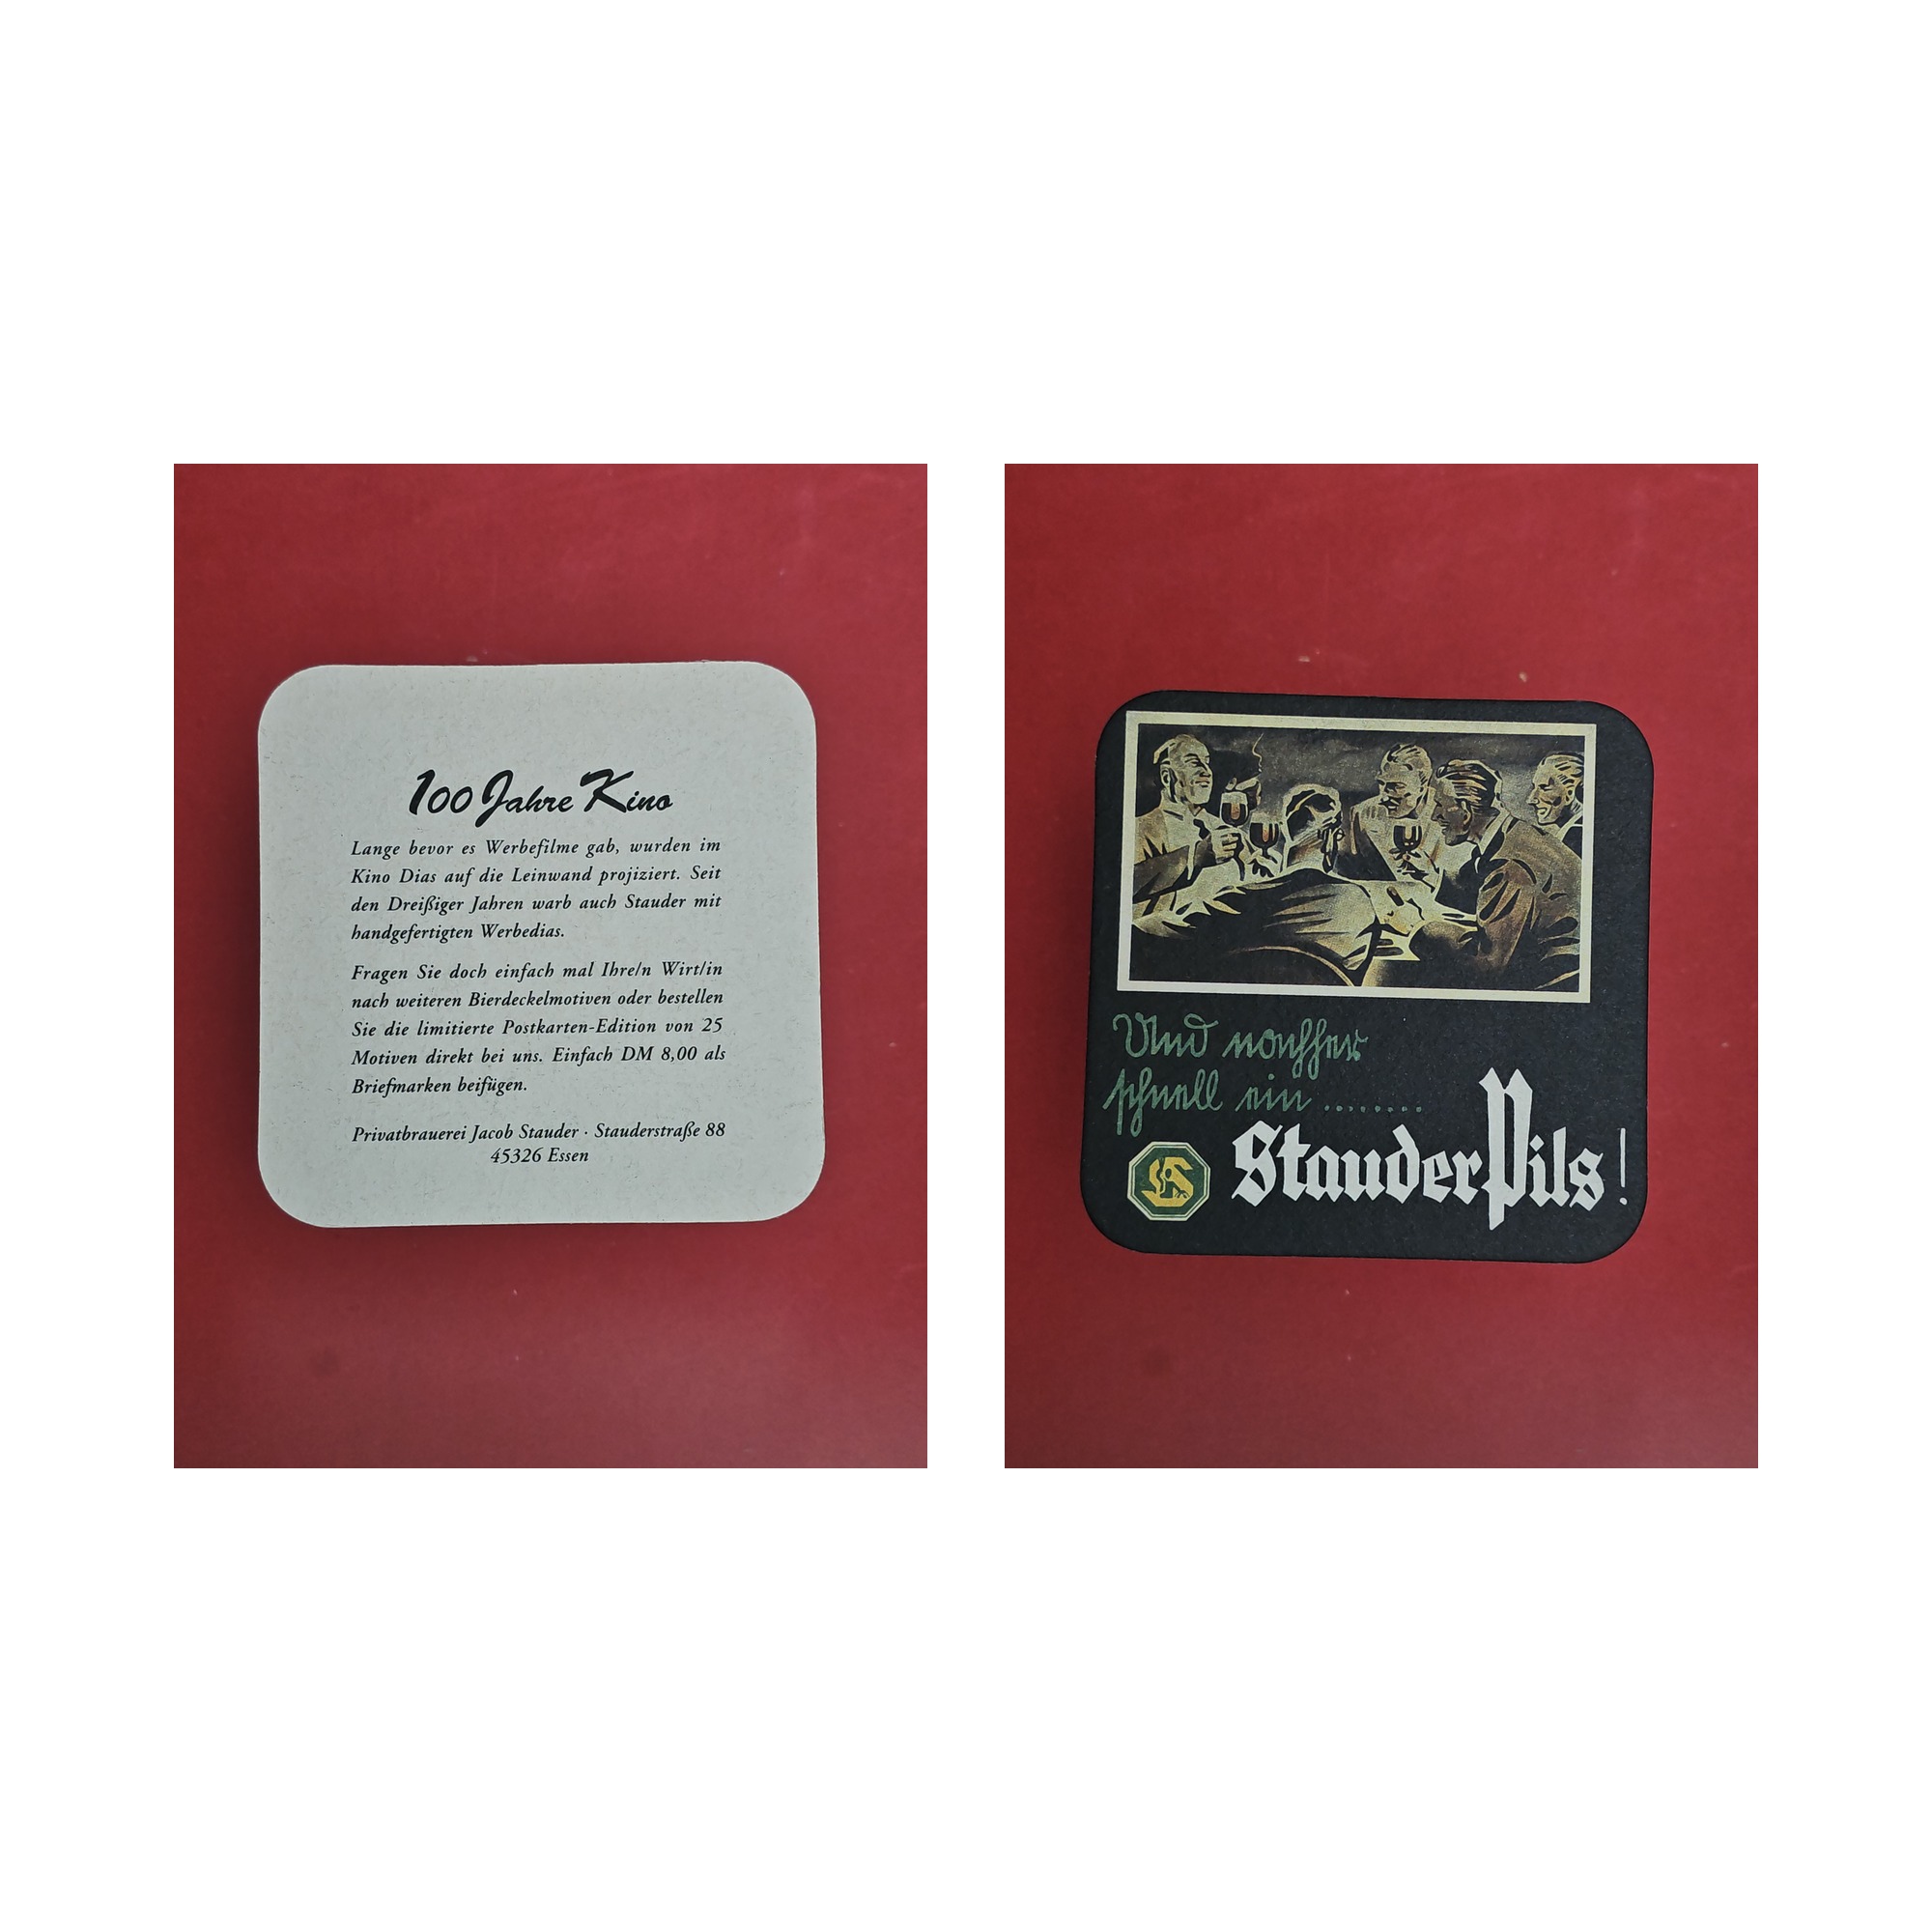 100 Jahre Kino
Lange bevor es Werbefilme gab, wurden im
Kino Dias auf die Leinwand projiziert. Seit
den Dreißiger Jahren warb auch Stauder mit
handgefertigten Werbedias.
Fragen Sie doch einfach mal Ihre/n Wirt/in
nach weiteren Bierdeckelmotiven oder bestellen
Sie die limitierte Postkarten-Edition von 25
Motiven direkt bei uns. Einfach DM 8,00 als
Briefmarken beifügen.
Privatbrauerei Jacob Stauder · Stauderstraße 88
45326 Essen
Und nachher
schnell ein ........
Stauder Pils!
S